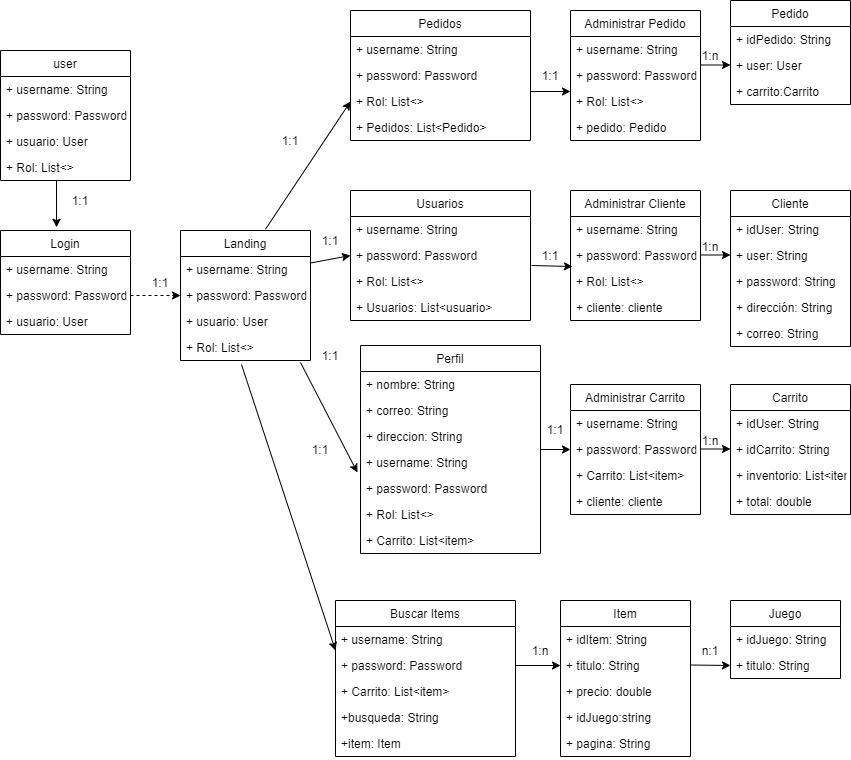 user
+ username: String
+ password: Password
+ usuario: User
+ Rol: List<>
1:1
Login
+ username: String
+ password: Password
+ usuario: User
1:1
Landing
+ username: String
+ password: Password
+ usuario: User
+ Rol: List<>
1:1
1:1
1:1
1:1
Pedidos
+ username: String
+ password: Password
+ Rol: List<>
+ Pedidos: List<Pedido>
1:1
Administrar Pedido
+ username: String
+ password: Password
+ Rol: List<>
+ pedido: Pedido
1:n
Pedido
+ idPedido: String
+ user: User
+ carrito:Carrito
Usuarios
+ username: String
+ password: Password
+ Rol: List<>
+ Usuarios: List<usuario>
1:1
Administrar Cliente
+ username: String
+ password: Password
+ Rol: List<>
+ cliente: cliente
1:n
Cliente
+ idUser: String
+ user: String
+ password: String
+ dirección: String
+ correo: String
Perfil
+ nombre: String
+ correo: String
+ direccion: String
+ username: String
+ password: Password
+ Rol: List<>
+ Carrito: List<item>
1:1
Administrar Carrito
+ username: String
+ password: Password
+ Carrito: List<item>
+ cliente: cliente
1:n
Carrito
+ idUser: String
+ idCarrito: String
+ inventorio: List<iter
+ total: double
Buscar Items
+ username: String
+ password: Password
+ Carrito: List<item>
+busqueda: String
+item: Item
1:n
Item
+ idItem: String
+ titulo: String
+ precio: double
+ idJuego:string
+ pagina: String
n:1
Juego
+ idJuego: String
+ titulo: String